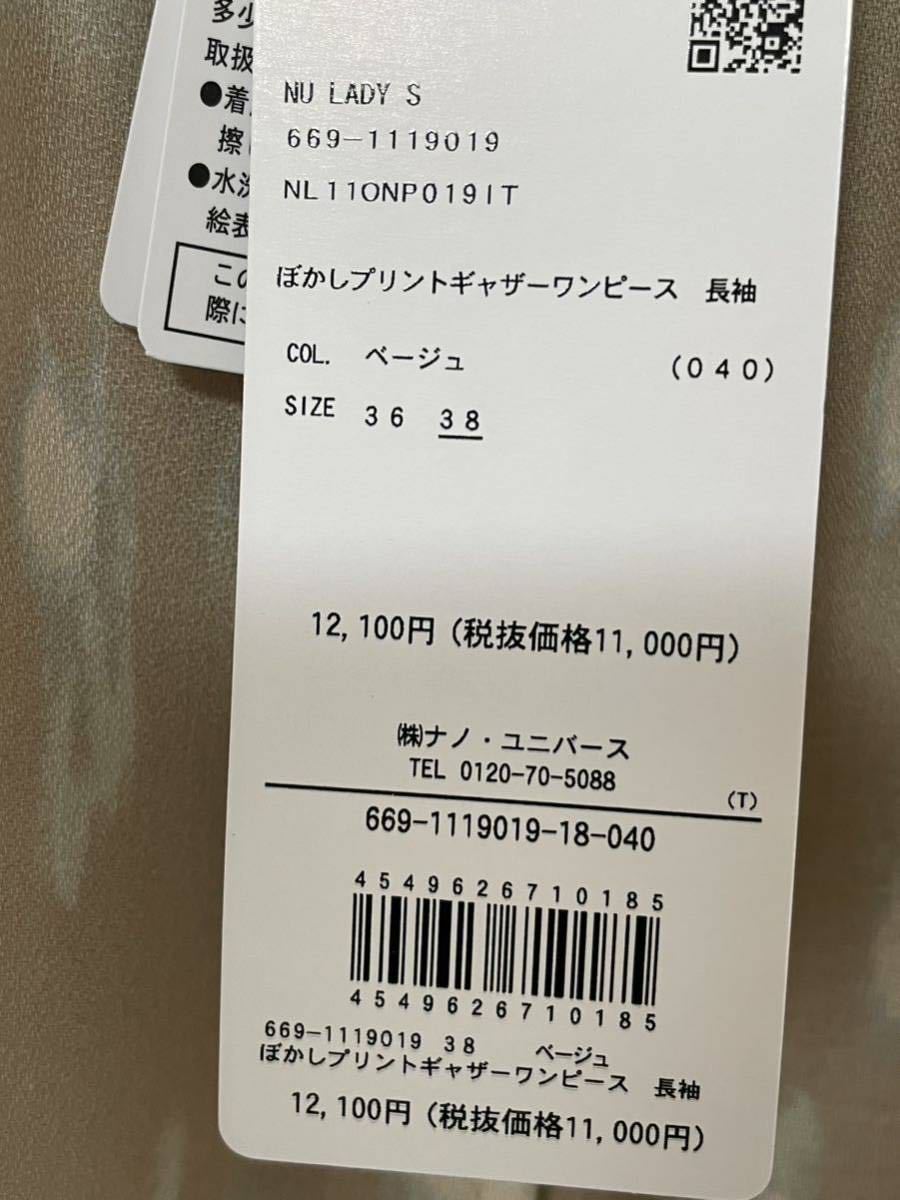 多少
取扱
●着
擦
●水洗
絵表
この
際に
NU LADY S
669-1119019
NL11ONP019IT
ぼかしプリントギャザーワンピース 長袖
COL. ベージュ (040)
SIZE 36 38
12,100円(税抜価格11,000円)
㈱ナノ・ユニバース
TEL 0120-70-5088
(T)
669-1119019-18-040
4549626710185
4549626710185
669-1119019 38 ベージュ
ぼかしプリントギャザーワンピース 長袖
12,100円(税抜価格11,000円)